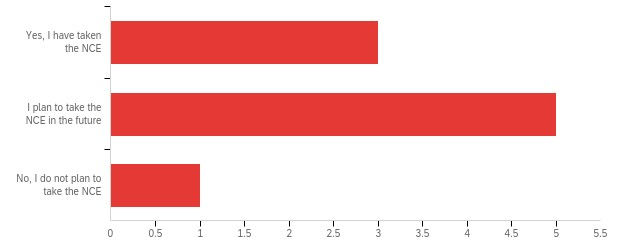 Yes, I have taken
the NCE
I plan to take the
NCE in the future
No, I do not plan to
take the NCE
0 0.5 1 1.5 2 2.5 3 3.5 4 4.5 5 5.5